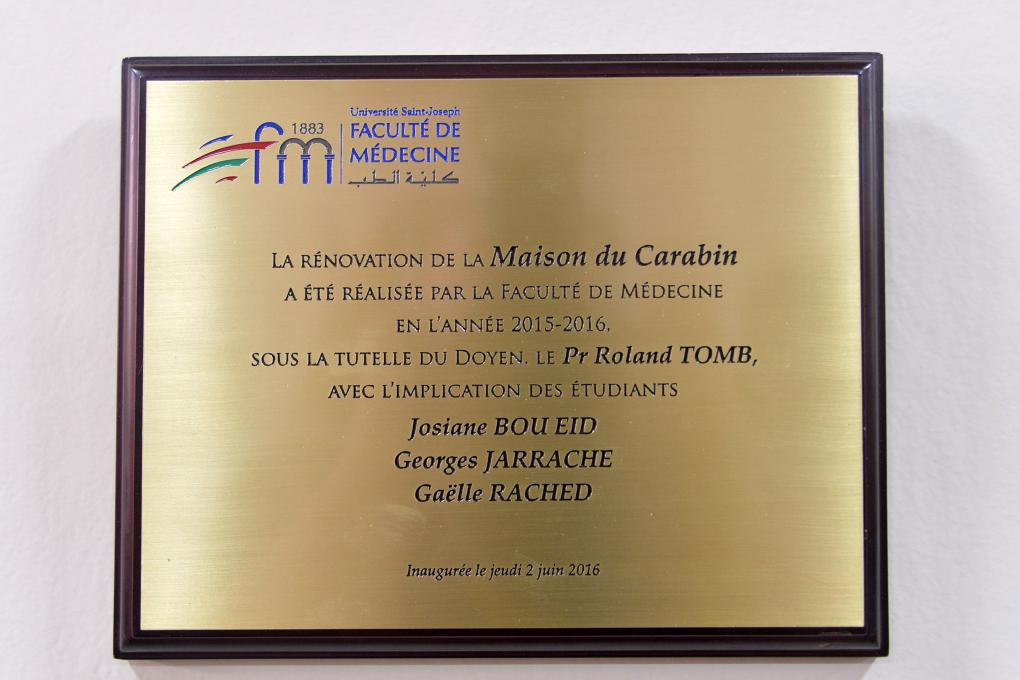 Université Saint-Joseph
1883
FACULTÉ DE
MÉDECINE
fm
كلية الطب
LA RÉNOVATION DE LA Maison du Carabin
A ÉTÉ RÉALISÉE PAR LA FACULTÉ DE MÉDECINE
EN L'ANNÉE 2015-2016,
SOUS LA TUTELLE DU DOYEN, LE Pr Roland TOMB,
AVEC L'IMPLICATION DES ÉTUDIANTS
Josiane BOU EID
Georges JARRACHE
Gaëlle RACHED
Inaugurée le jeudi 2 juin 2016